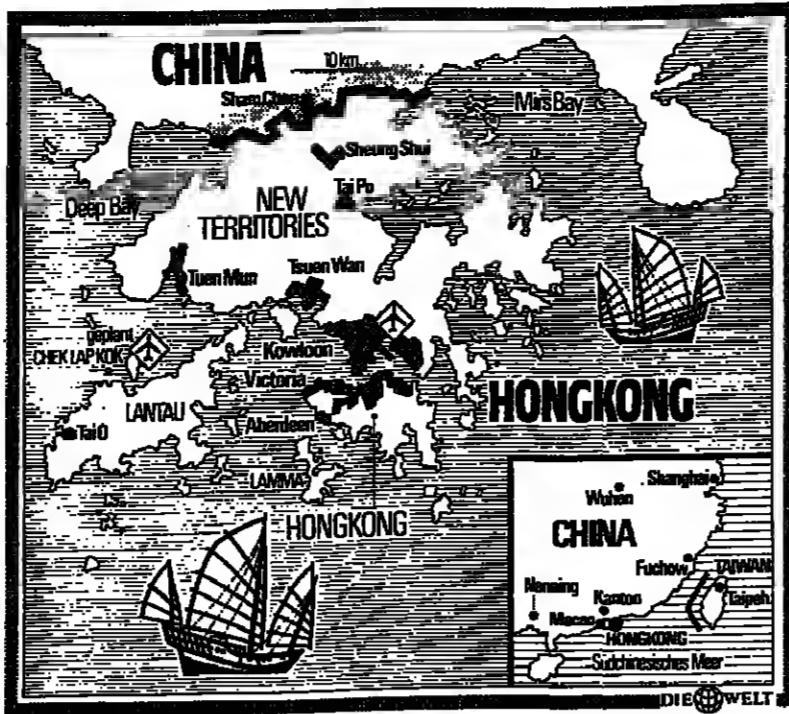 CHINA
10 km
Sham Chun
Mirs Bay
Sheung Shui
Tai Po
Deep Bay
NEW
TERRITORIES
Tuen Mun
Tsuen Wan
geplant
CHEK LAP KOK
Kowloon
Victoria
HONGKONG
LANTAU
Aberdeen
Tai O
LAMMA
HONGKONG
Shanghai
Wuhan
CHINA
Fuchow
TAIWAN
Nanning
Kanton
Taipeh
Macao
HONGKONG
Südchinesisches Meer
DIE WELT